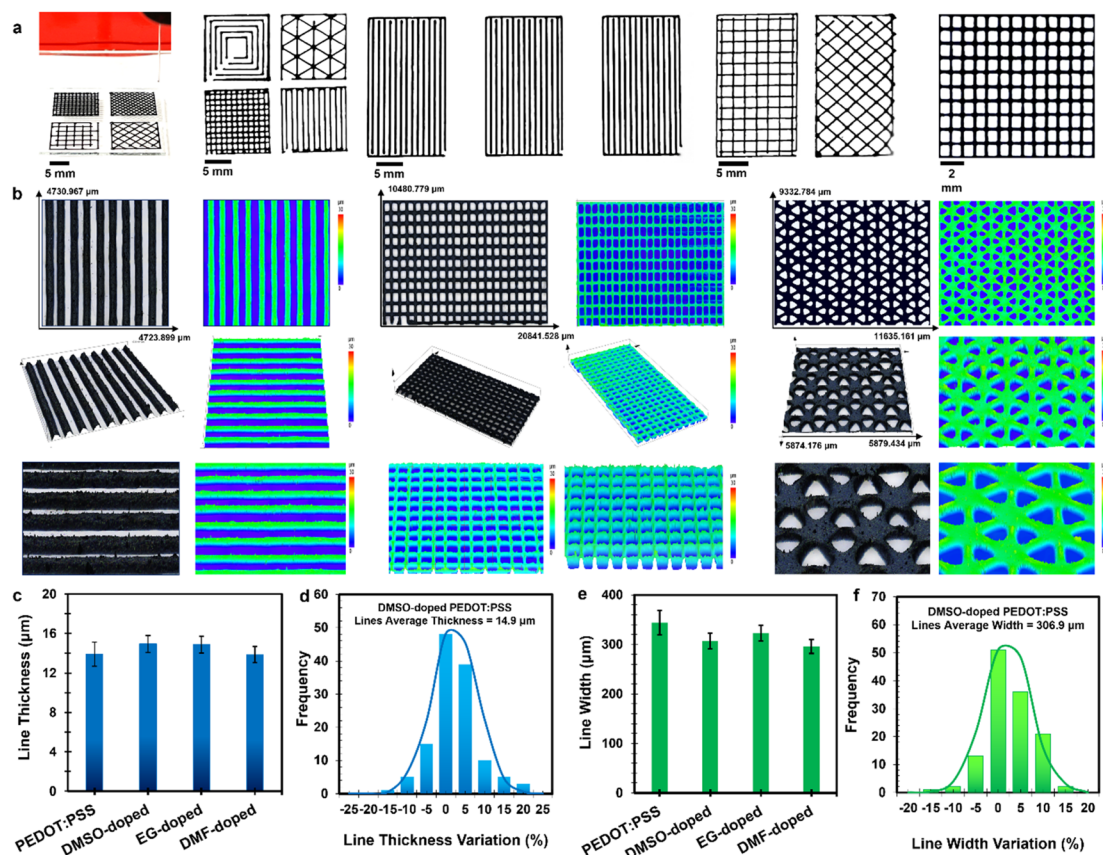 a
5 mm
5 mm
5 mm
5 mm
2
mm
b
4730.967 µm
4723.899 µm
10480.779 µm
20841.528 µm
9332.784 µm
11635.161 µm
5874.176 µm
5879.434 µm
c
Line Thickness (µm)
20
16
12
8
4
0
PEDOT:PSS
DMSO-doped
EG-doped
DMF-doped
d
DMSO-doped PEDOT:PSS
Lines Average Thickness = 14.9 µm
Frequency
60
50
40
30
20
10
0
-25 -20 -15 -10 -5 0 5 10 15 20 25
Line Thickness Variation (%)
e
Line Width (µm)
400
300
200
100
0
PEDOT:PSS
DMSO-doped
EG-doped
DMF-doped
f
DMSO-doped PEDOT:PSS
Lines Average Width = 306.9 µm
Frequency
70
60
50
40
30
20
10
0
-20 -15 -10 -5 0 5 10 15 20
Line Width Variation (%)